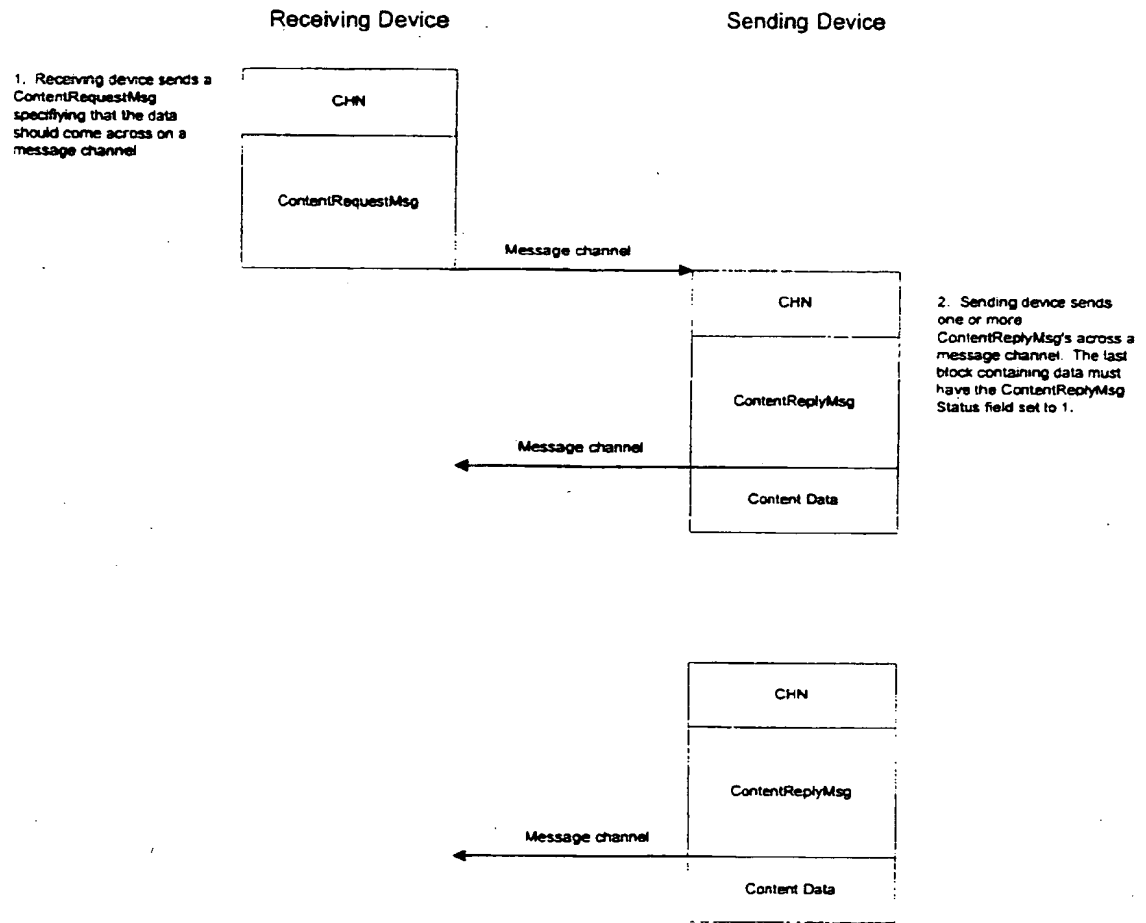 Receiving Device
Sending Device
1. Receiving device sends a
ContentRequestMsg
specifiying that the data
should come across on a
message channel
CHN
ContentRequestMsg
Message channel
CHN
2. Sending device sends
one or more
ContentReplyMsg's across a
message channel. The last
block containing data must
have the ContentReplyMsg
Status field set to 1.
ContentReplyMsg
Message channel
Content Data
CHN
ContentReplyMsg
Message channel
Content Data